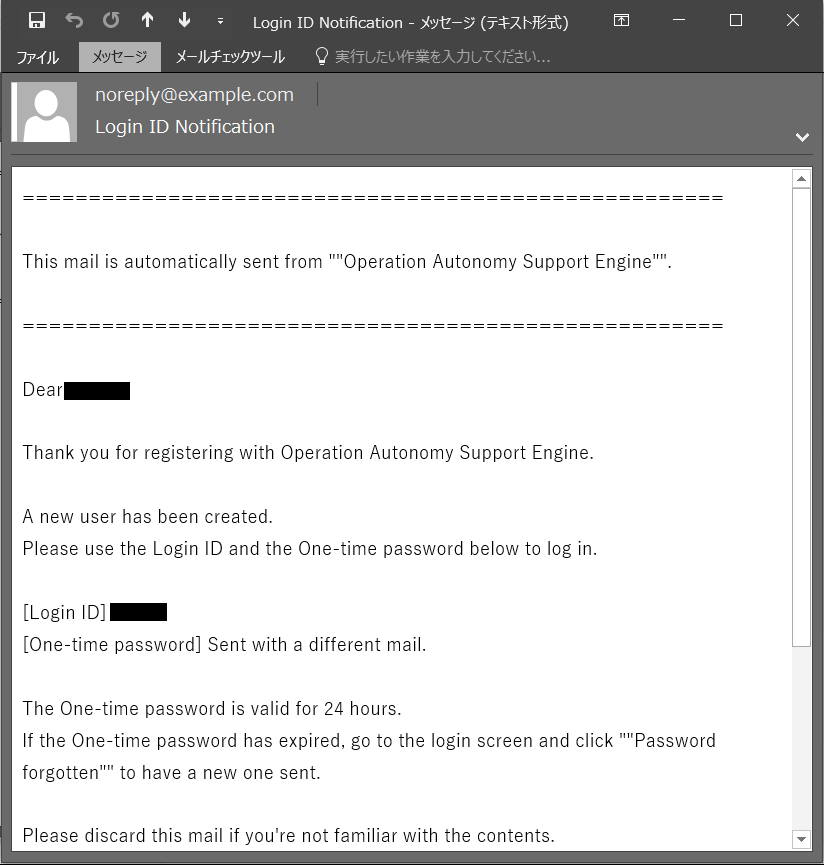 Login ID Notification - メッセージ (テキスト形式)
ファイル メッセージ メールチェックツール 実行したい作業を入力してください...
noreply@example.com
Login ID Notification
=====================================================
This mail is automatically sent from ""Operation Autonomy Support Engine"".
=====================================================
Dear
Thank you for registering with Operation Autonomy Support Engine.
A new user has been created.
Please use the Login ID and the One-time password below to log in.
[Login ID]
[One-time password] Sent with a different mail.
The One-time password is valid for 24 hours.
If the One-time password has expired, go to the login screen and click ""Password
forgotten"" to have a new one sent.
Please discard this mail if you're not familiar with the contents.